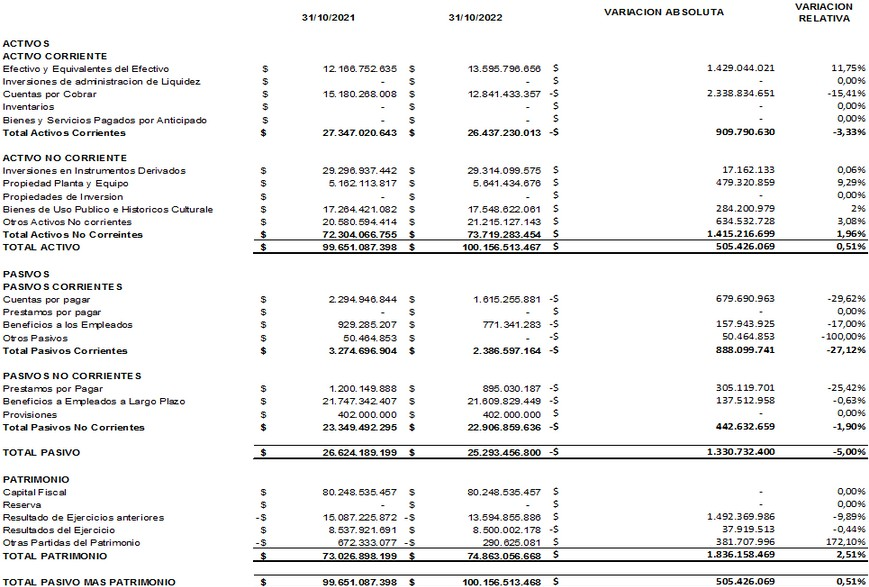 31/10/2021 31/10/2022 VARIACION ABSOLUTA VARIACION RELATIVA
ACTIVOS
ACTIVO CORRIENTE
Efectivo y Equivalentes del Efectivo $ 12.166.752.635 $ 13.595.796.656 $ 1.429.044.021 11,75%
Inversiones de administracion de Liquidez $ - $ - $ - 0,00%
Cuentas por Cobrar $ 15.180.268.008 $ 12.841.433.357 -$ 2.338.834.651 -15,41%
Inventarios $ - $ - $ - 0,00%
Bienes y Servicios Pagados por Anticipado $ - $ - $ - 0,00%
Total Activos Corrientes $ 27.347.020.643 $ 26.437.230.013 -$ 909.790.630 -3,33%
ACTIVO NO CORRIENTE
Inversiones en Instrumentos Derivados $ 29.296.937.442 $ 29.314.099.575 $ 17.162.133 0,06%
Propiedad Planta y Equipo $ 5.162.113.817 $ 5.641.434.676 $ 479.320.859 9,29%
Propiedades de Inversion $ - $ - $ - 0,00%
Bienes de Uso Publico e Historicos Culturale $ 17.264.421.082 $ 17.548.622.061 $ 284.200.979 2%
Otros Activos No corrientes $ 20.580.594.414 $ 21.215.127.143 $ 634.532.728 3,08%
Total Activos No Correintes $ 72.304.066.755 $ 73.719.283.454 $ 1.415.216.699 1,96%
TOTAL ACTIVO $ 99.651.087.398 $ 100.156.513.467 $ 505.426.069 0,51%
PASIVOS
PASIVOS CORRIENTES
Cuentas por pagar $ 2.294.946.844 $ 1.615.255.881 -$ 679.690.963 -29,62%
Prestamos por pagar $ - $ - $ - 0,00%
Beneficios a los Empleados $ 929.285.207 $ 771.341.283 -$ 157.943.925 -17,00%
Otros Pasivos $ 50.464.853 $ - -$ 50.464.853 -100,00%
Total Pasivos Corrientes $ 3.274.696.904 $ 2.386.597.164 -$ 888.099.741 -27,12%
PASIVOS NO CORRIENTES
Prestamos por Pagar $ 1.200.149.888 $ 895.030.187 -$ 305.119.701 -25,42%
Beneficios a Empleados a Largo Plazo $ 21.747.342.407 $ 21.609.829.449 -$ 137.512.958 -0,63%
Provisiones $ 402.000.000 $ 402.000.000 $ - 0,00%
Total Pasivos No Corrientes $ 23.349.492.295 $ 22.906.859.636 -$ 442.632.659 -1,90%
TOTAL PASIVO $ 26.624.189.199 $ 25.293.456.800 -$ 1.330.732.400 -5,00%
PATRIMONIO
Capital Fiscal $ 80.248.535.457 $ 80.248.535.457 $ - 0,00%
Reserva $ - $ - $ - 0,00%
Resultado de Ejercicios anteriores -$ 15.087.225.872 -$ 13.594.855.886 $ 1.492.369.986 -9,89%
Resultados del Ejercicio $ 8.537.921.691 $ 8.500.002.178 -$ 37.919.513 -0,44%
Otras Partidas del Patrimonio -$ 672.333.077 -$ 290.625.081 $ 381.707.996 172,10%
TOTAL PATRIMONIO $ 73.026.898.199 $ 74.863.056.668 $ 1.836.158.469 2,51%
TOTAL PASIVO MAS PATRIMONIO $ 99.651.087.398 $ 100.156.513.468 $ 505.426.069 0,51%